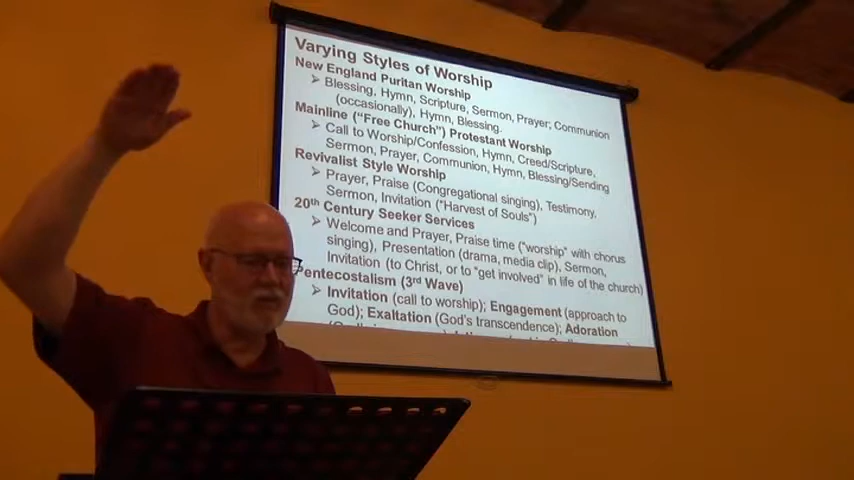 Varying Styles of Worship
New England Puritan Worship
➢ Blessing, Hymn, Scripture, Sermon, Prayer, Communion
(occasionally), Hymn, Blessing.
Mainline ("Free Church") Protestant Worship
➢ Call to Worship/Confession, Hymn, Creed/Scripture,
Sermon, Prayer, Communion, Hymn, Blessing/Sending
Revivalist Style Worship
➢ Prayer, Praise (Congregational singing), Testimony,
Sermon, Invitation ("Harvest of Souls")
20th Century Seeker Services
➢ Welcome and Prayer, Praise time ("worship" with chorus
singing), Presentation (drama, media clip), Sermon,
Invitation (to Christ, or to "get involved" in life of the church)
Pentecostalism (3rd Wave)
➢ Invitation (call to worship); Engagement (approach to
God); Exaltation (God's transcendence); Adoration